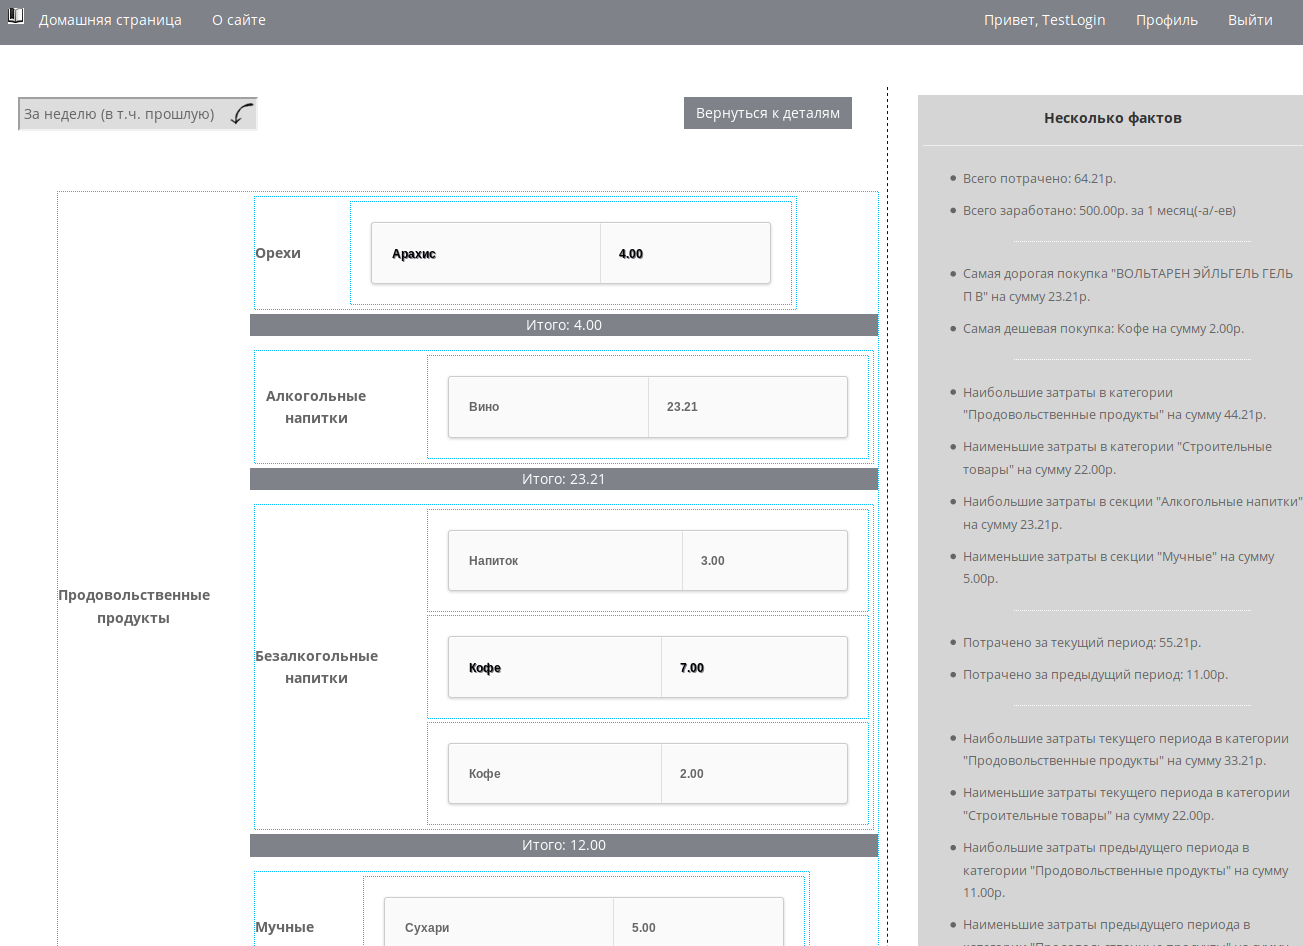 Домашняя страница О сайте Привет, TestLogin Профиль Выйти
За неделю (в т.ч. прошлую) Вернуться к деталям
Продовольственные
продукты
Орехи
Арахис 4.00
Итого: 4.00
Алкогольные
напитки
Вино 23.21
Итого: 23.21
Безалкогольные
напитки
Напиток 3.00
Кофе 7.00
Кофе 2.00
Итого: 12.00
Мучные
Сухари 5.00
Несколько фактов
Всего потрачено: 64.21р.
Всего заработано: 500.00р. за 1 месяц(-а/-ев)
Самая дорогая покупка "ВОЛЬТАРЕН ЭЙЛЬГЕЛЬ ГЕЛЬ
П В" на сумму 23.21р.
Самая дешевая покупка: Кофе на сумму 2.00р.
Наибольшие затраты в категории
"Продовольственные продукты" на сумму 44.21р.
Наименьшие затраты в категории "Строительные
товары" на сумму 22.00р.
Наибольшие затраты в секции "Алкогольные напитки"
на сумму 23.21р.
Наименьшие затраты в секции "Мучные" на сумму
5.00р.
Потрачено за текущий период: 55.21р.
Потрачено за предыдущий период: 11.00р.
Наибольшие затраты текущего периода в категории
"Продовольственные продукты" на сумму 33.21р.
Наименьшие затраты текущего периода в категории
"Строительные товары" на сумму 22.00р.
Наибольшие затраты предыдущего периода в
категории "Продовольственные продукты" на сумму
11.00р.
Наименьшие затраты предыдущего периода в
категории "Продовольственные продукты" на сумму